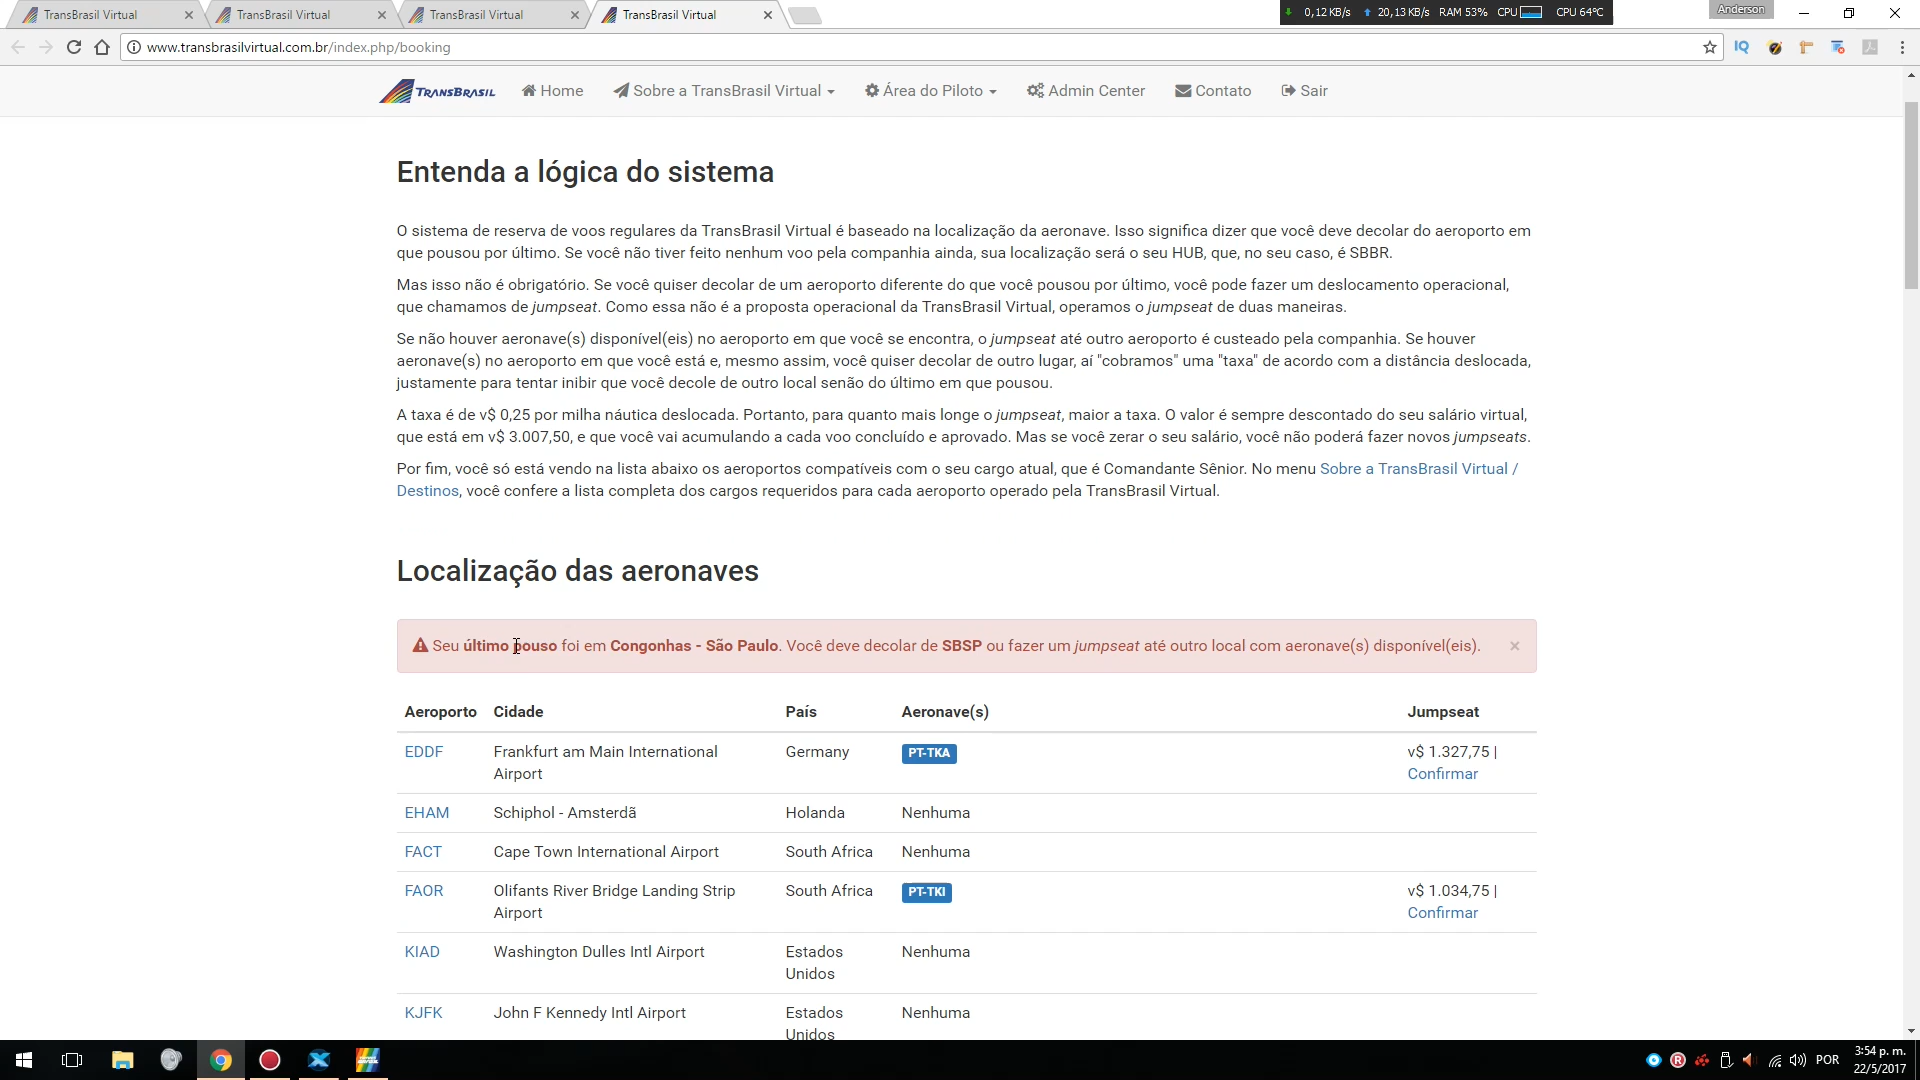 TransBrasil Virtual
TransBrasil Virtual
TransBrasil Virtual
TransBrasil Virtual
0,12 KB/s 20,13 KB/s RAM 53% CPU CPU 64°C
Anderson
www.transbrasilvirtual.com.br/index.php/booking
IQ
TRANSBRASIL Home Sobre a TransBrasil Virtual Área do Piloto Admin Center Contato Sair
Entenda a lógica do sistema
O sistema de reserva de voos regulares da TransBrasil Virtual é baseado na localização da aeronave. Isso significa dizer que você deve decolar do aeroporto em
que pousou por último. Se você não tiver feito nenhum voo pela companhia ainda, sua localização será o seu HUB, que, no seu caso, é SBBR.
Mas isso não é obrigatório. Se você quiser decolar de um aeroporto diferente do que você pousou por último, você pode fazer um deslocamento operacional,
que chamamos de jumpseat. Como essa não é a proposta operacional da TransBrasil Virtual, operamos o jumpseat de duas maneiras.
Se não houver aeronave(s) disponível(eis) no aeroporto em que você se encontra, o jumpseat até outro aeroporto é custeado pela companhia. Se houver
aeronave(s) no aeroporto em que você está e, mesmo assim, você quiser decolar de outro lugar, aí "cobramos" uma "taxa" de acordo com a distância deslocada,
justamente para tentar inibir que você decole de outro local senão do último em que pousou.
A taxa é de v$ 0,25 por milha náutica deslocada. Portanto, para quanto mais longe o jumpseat, maior a taxa. O valor é sempre descontado do seu salário virtual,
que está em v$ 3.007,50, e que você vai acumulando a cada voo concluído e aprovado. Mas se você zerar o seu salário, você não poderá fazer novos jumpseats.
Por fim, você só está vendo na lista abaixo os aeroportos compatíveis com o seu cargo atual, que é Comandante Sênior. No menu Sobre a TransBrasil Virtual /
Destinos, você confere a lista completa dos cargos requeridos para cada aeroporto operado pela TransBrasil Virtual.
Localização das aeronaves
Seu último pouso foi em Congonhas - São Paulo. Você deve decolar de SBSP ou fazer um jumpseat até outro local com aeronave(s) disponível(eis). ×
Aeroporto Cidade País Aeronave(s) Jumpseat
EDDF Frankfurt am Main International Germany PT-TKA v$ 1.327,75 |
Airport Confirmar
EHAM Schiphol - Amsterdã Holanda Nenhuma
FACT Cape Town International Airport South Africa Nenhuma
FAOR Olifants River Bridge Landing Strip South Africa PT-TKI v$ 1.034,75 |
Airport Confirmar
KIAD Washington Dulles Intl Airport Estados Nenhuma
Unidos
KJFK John F Kennedy Intl Airport Estados Nenhuma
Unidos
POR
3:54 p. m.
22/5/2017